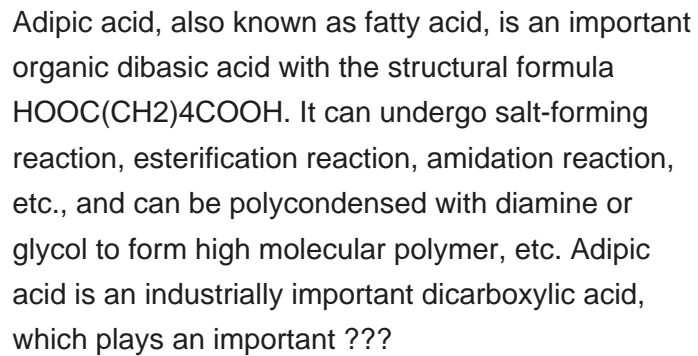 Adipic acid, also known as fatty acid, is an important
organic dibasic acid with the structural formula
HOOC(CH2)4COOH. It can undergo salt-forming
reaction, esterification reaction, amidation reaction,
etc., and can be polycondensed with diamine or
glycol to form high molecular polymer, etc. Adipic
acid is an industrially important dicarboxylic acid,
which plays an important ???